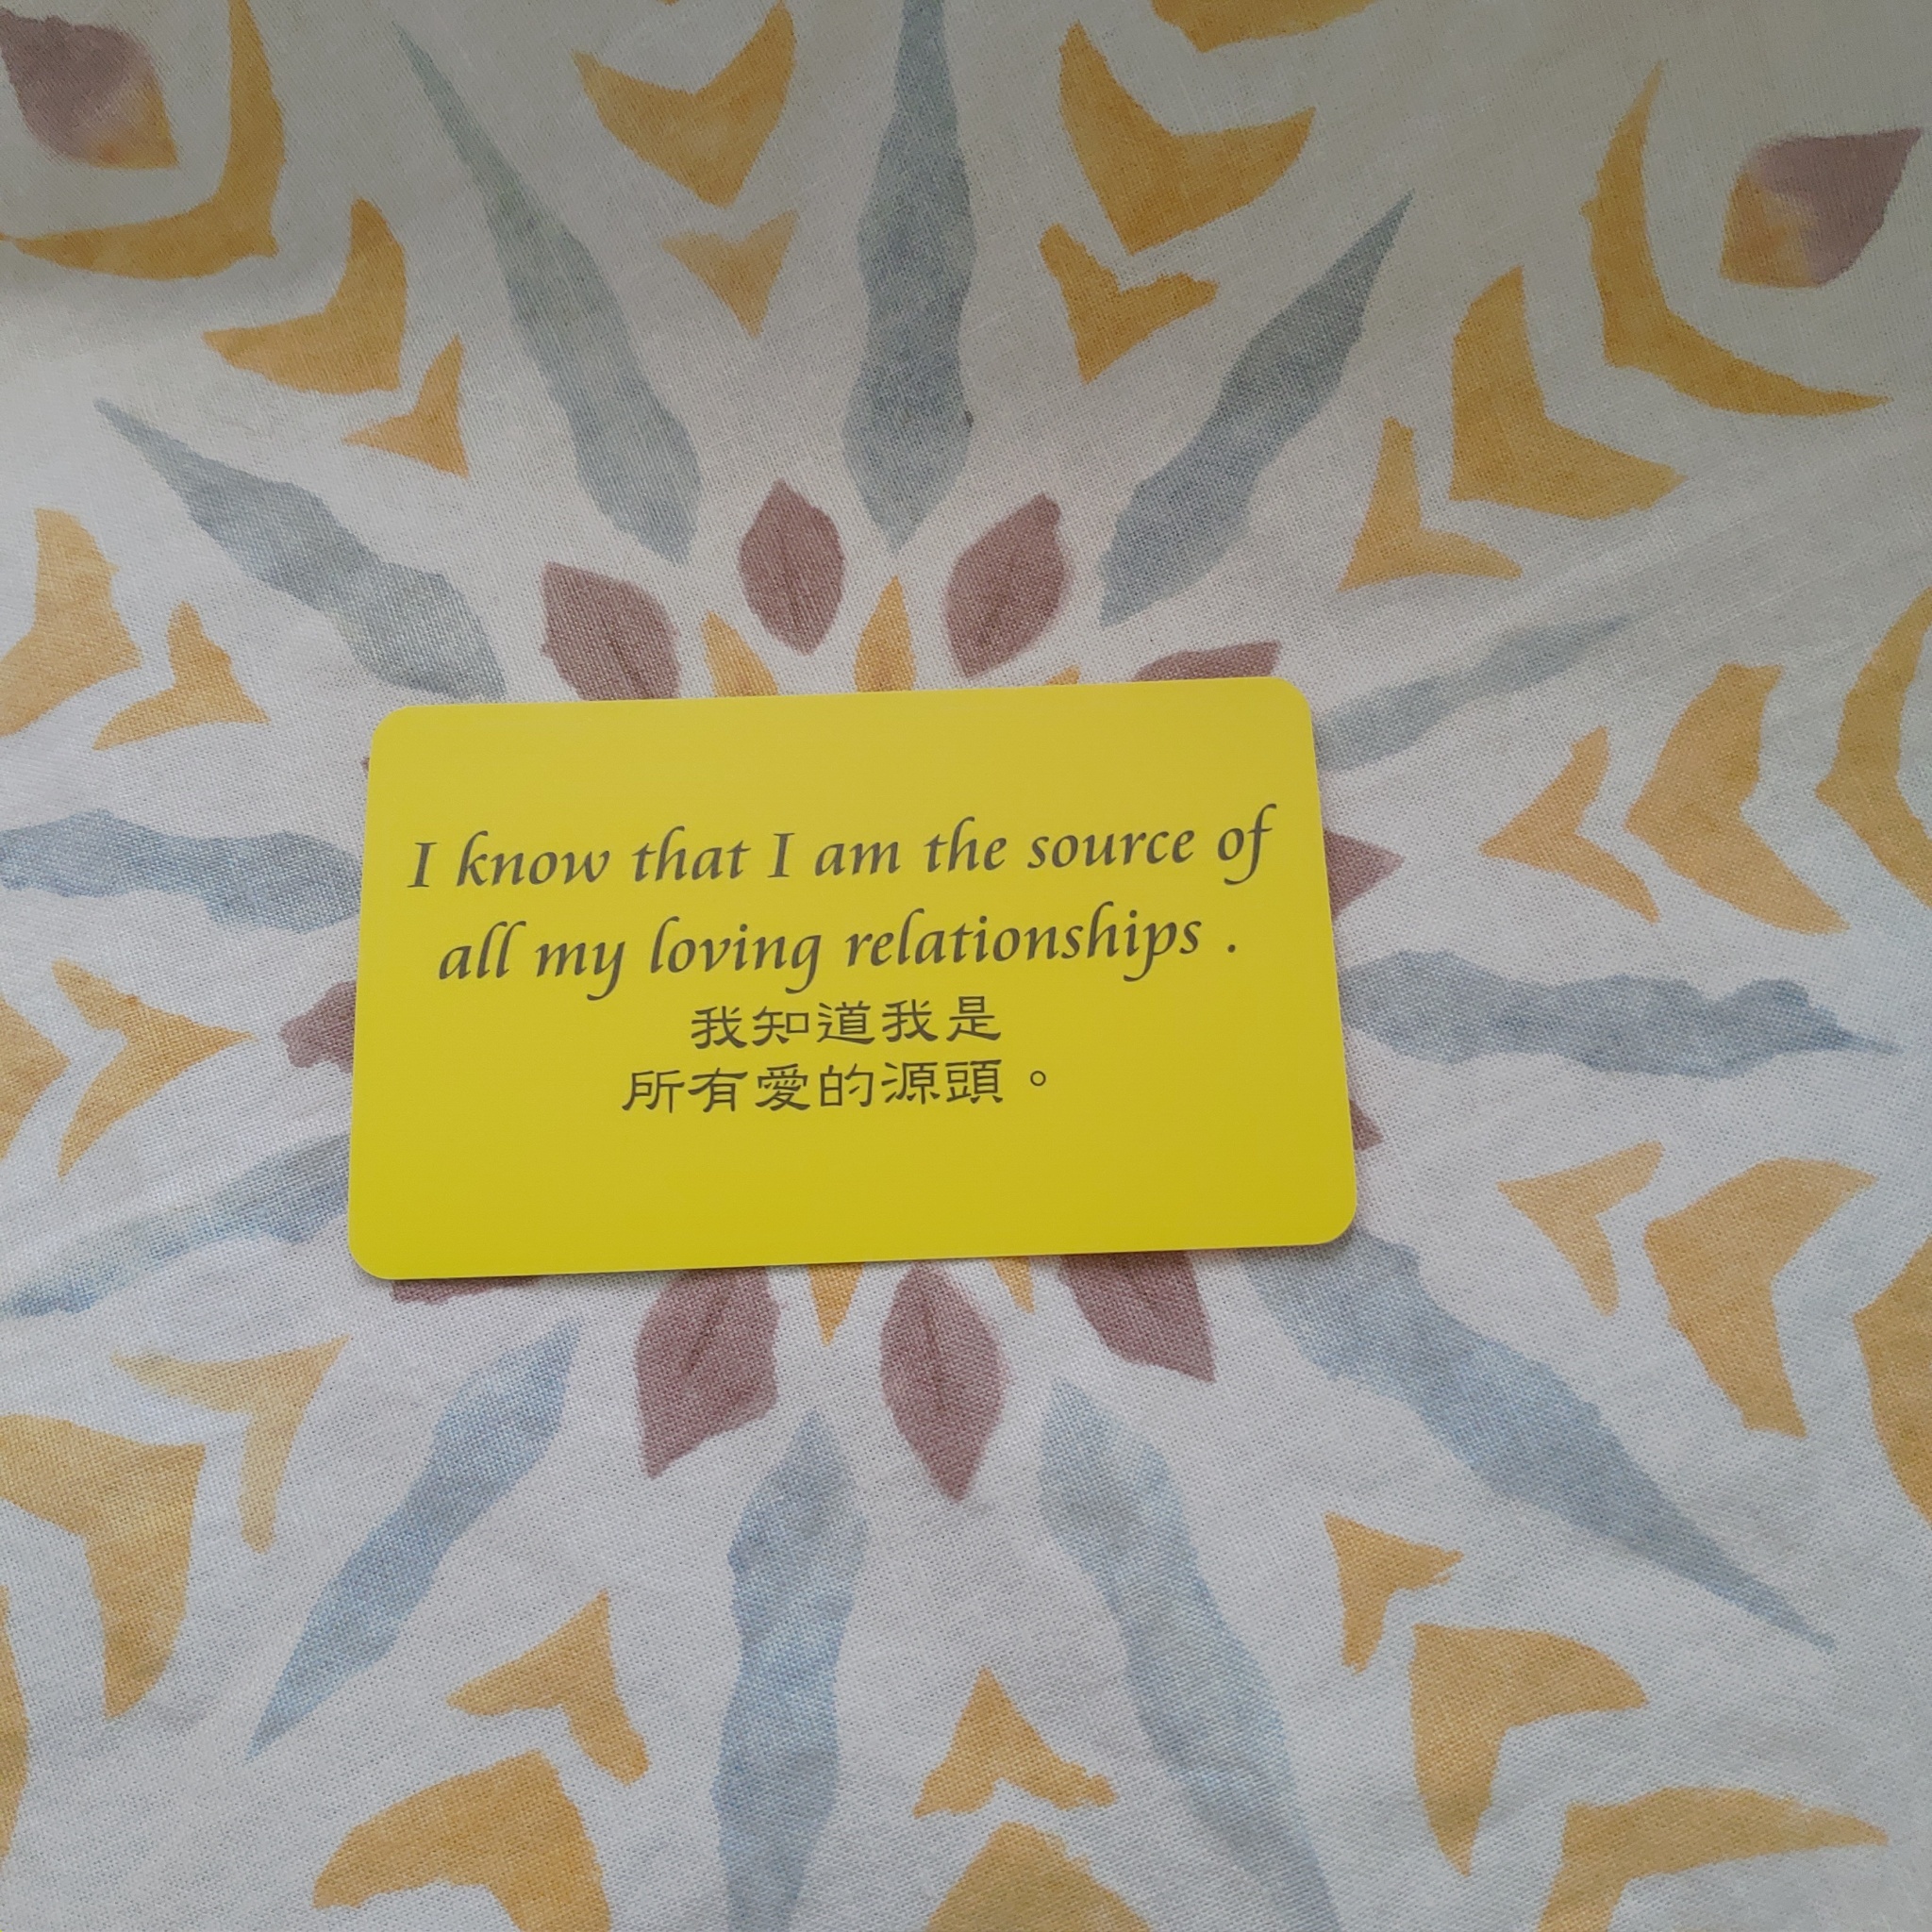 I know that I am the source of
all my loving relationships .
我知道我是
所有愛的源頭。